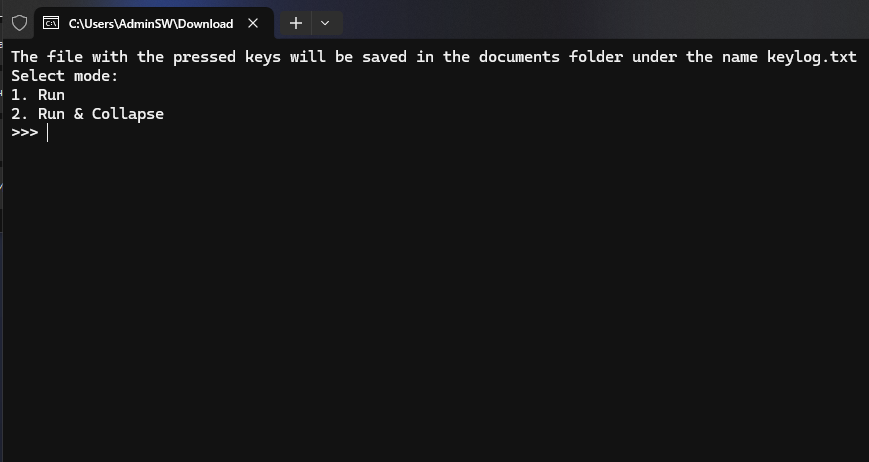 C:\Users\AdminSW\Download
The file with the pressed keys will be saved in the documents folder under the name keylog.txt
Select mode:
1. Run
2. Run & Collapse
>>>